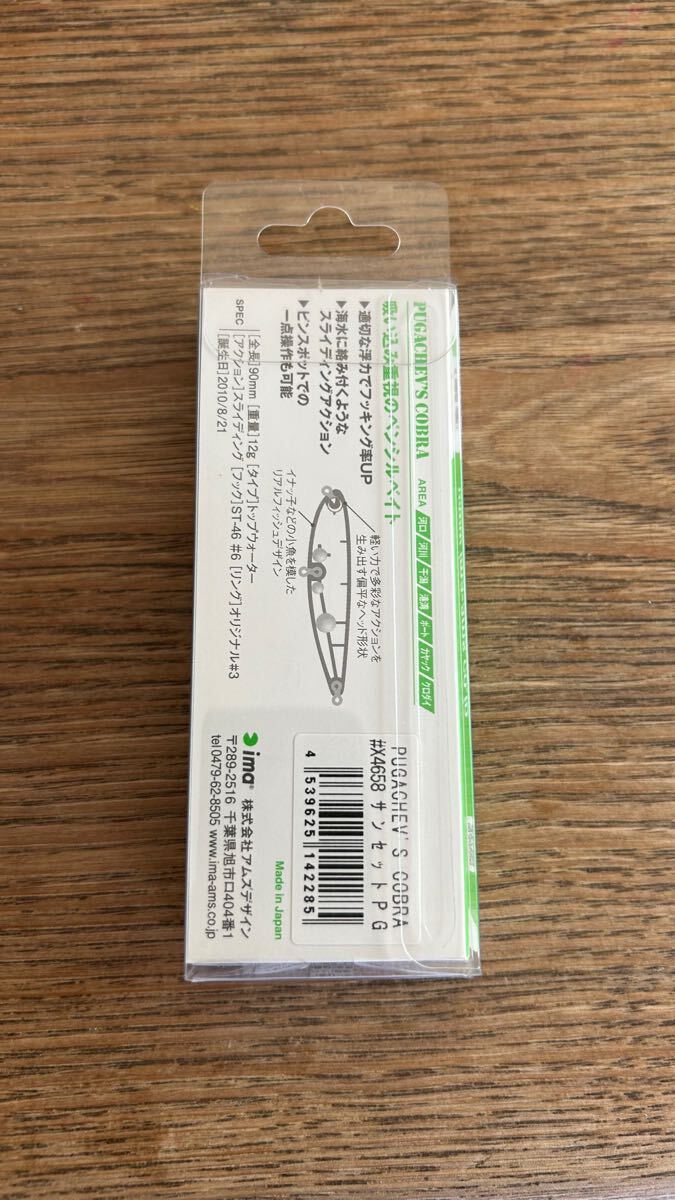 PUGACHEV'S COBRA
AREA 河口 河川 干潟 港湾 ボート カヤック クロダイ
吸い込み重視のペンシルベイト
▶適切な浮力でフッキング率UP
▶海水に絡み付くような
スライディングアクション
▶ピンスポットでの
一点操作も可能
軽い力で多彩なアクションを
生み出す偏平なヘッド形状
イナッ子などの小魚を模した
リアルフィッシュデザイン
SPEC [全長]90mm [重量]12g [タイプ]トップウォーター
[アクション]スライディング [フック]ST-46 #6 [リング]オリジナル#3
[誕生日]2010/8/21
PUGACHEV'S COBRA
#X4658 サンセットPG
4 539625 142285
Made in Japan
ima® 株式会社アムズデザイン
〒289-2516 千葉県旭市ロ404番1
tel0479-62-8505 www.ima-ams.co.jp